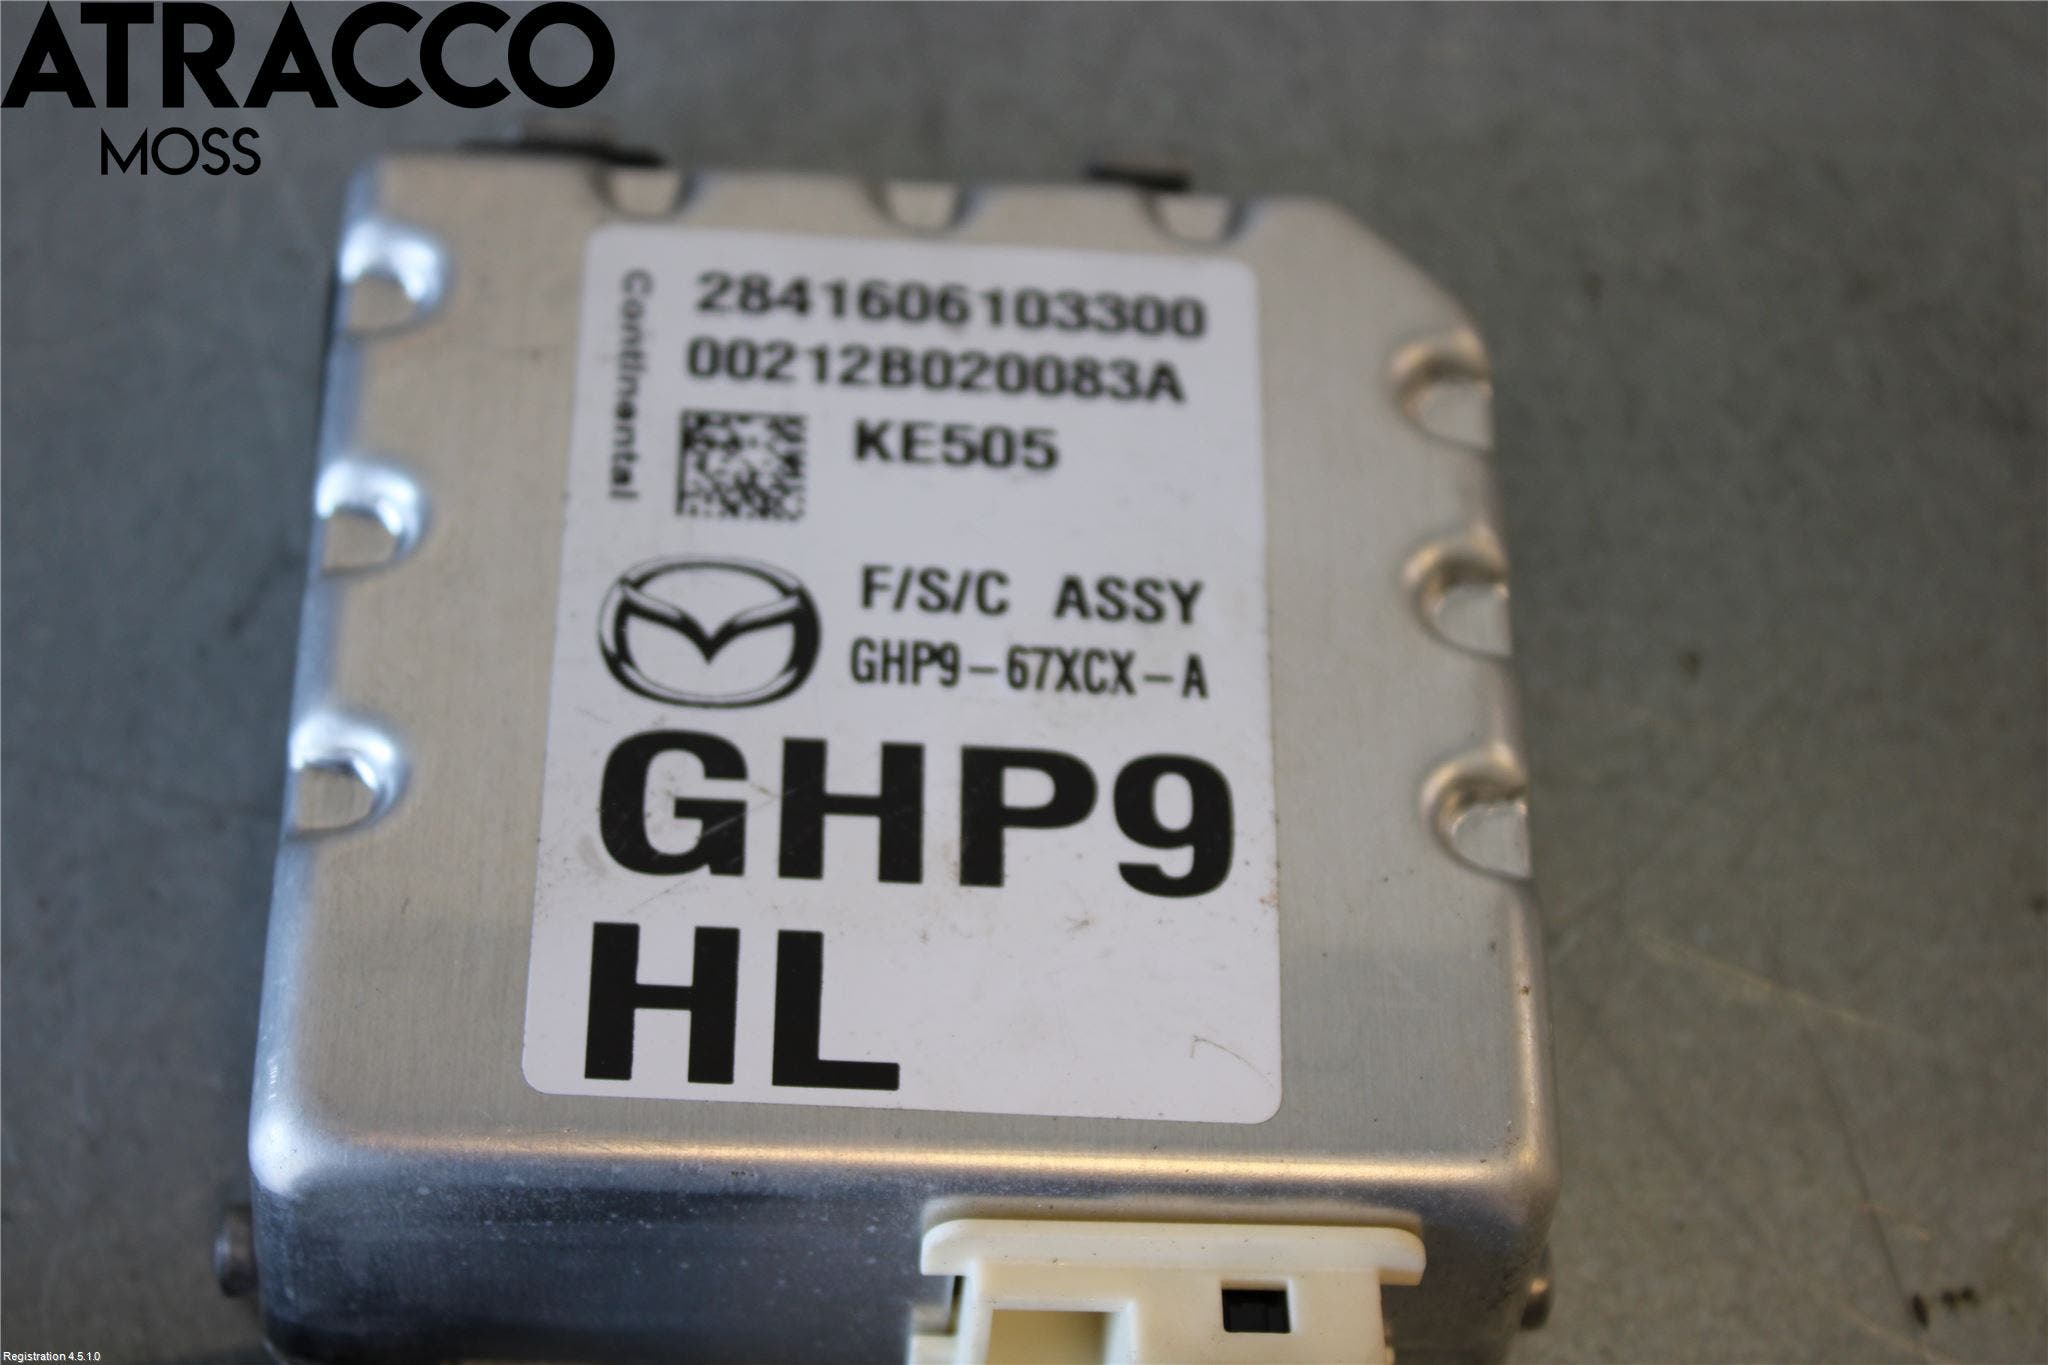 ATRACCO
MOSS
Continental
2841606103300
00212B020083A
KE505
F/S/C ASSY
GHP9-67XCX-A
GHP9
HL
Registration 4.5.1.0